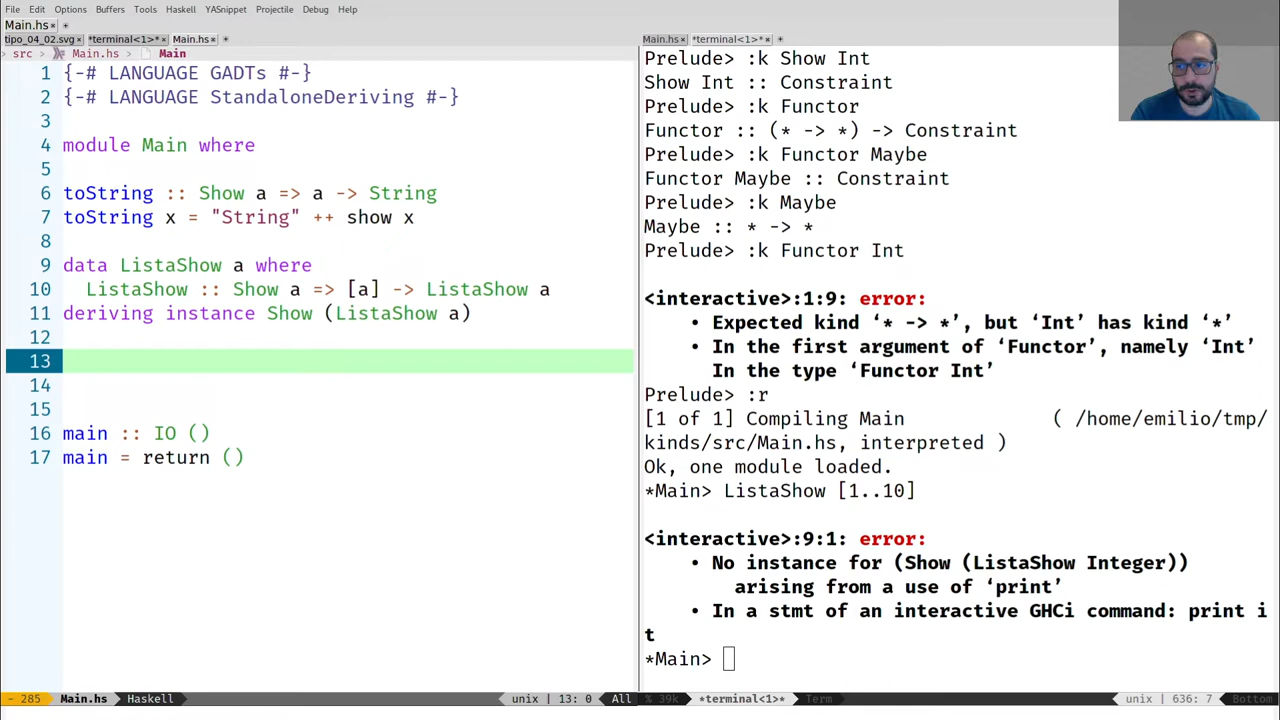 File Edit Options Buffers Tools Haskell YASnippet Projectile Debug Help
Main.hs
tipo_04_02.svg *terminal<1>* Main.hs
src Main.hs Main
1 {-# LANGUAGE GADTs #-}
2 {-# LANGUAGE StandaloneDeriving #-}
3
4 module Main where
5
6 toString :: Show a => a -> String
7 toString x = "String" ++ show x
8
9 data ListaShow a where
10 ListaShow :: Show a => [a] -> ListaShow a
11 deriving instance Show (ListaShow a)
12
13
14
15
16 main :: IO ()
17 main = return ()
- 285 Main.hs Haskell unix | 13: 0 All
Main.hs *terminal<1>*
Prelude> :k Show Int
Show Int :: Constraint
Prelude> :k Functor
Functor :: (* -> *) -> Constraint
Prelude> :k Functor Maybe
Functor Maybe :: Constraint
Prelude> :k Maybe
Maybe :: * -> *
Prelude> :k Functor Int
<interactive>:1:9: error:
• Expected kind ‘* -> *’, but ‘Int’ has kind ‘*’
• In the first argument of ‘Functor’, namely ‘Int’
In the type ‘Functor Int’
Prelude> :r
[1 of 1] Compiling Main ( /home/emilio/tmp/
kinds/src/Main.hs, interpreted )
Ok, one module loaded.
*Main> ListaShow [1..10]
<interactive>:9:1: error:
• No instance for (Show (ListaShow Integer))
arising from a use of ‘print’
• In a stmt of an interactive GHCi command: print i
t
*Main>
% 39k *terminal<1>* Term unix | 636: 7 Bottom